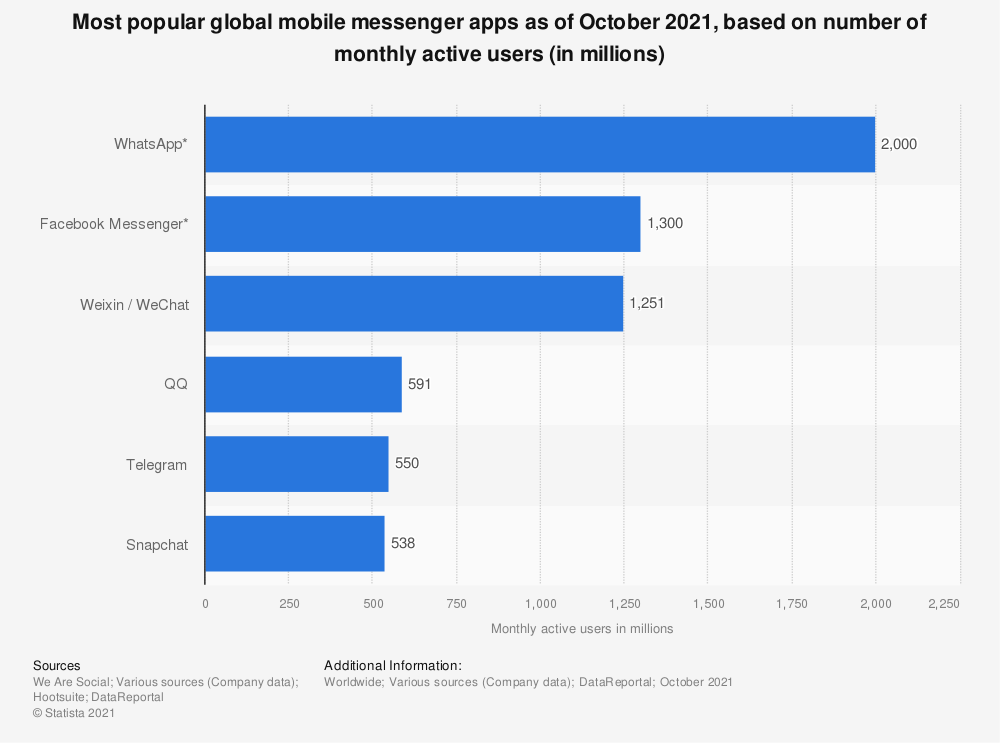 Most popular global mobile messenger apps as of October 2021, based on number of
monthly active users (in millions)
WhatsApp*
2,000
Facebook Messenger*
1,300
Weixin / WeChat
1,251
QQ
591
Telegram
550
Snapchat
538
0 250 500 750 1,000 1,250 1,500 1,750 2,000 2,250
Monthly active users in millions
Sources
We Are Social; Various sources (Company data);
Hootsuite; DataReportal
© Statista 2021
Additional Information:
Worldwide; Various sources (Company data); DataReportal; October 2021